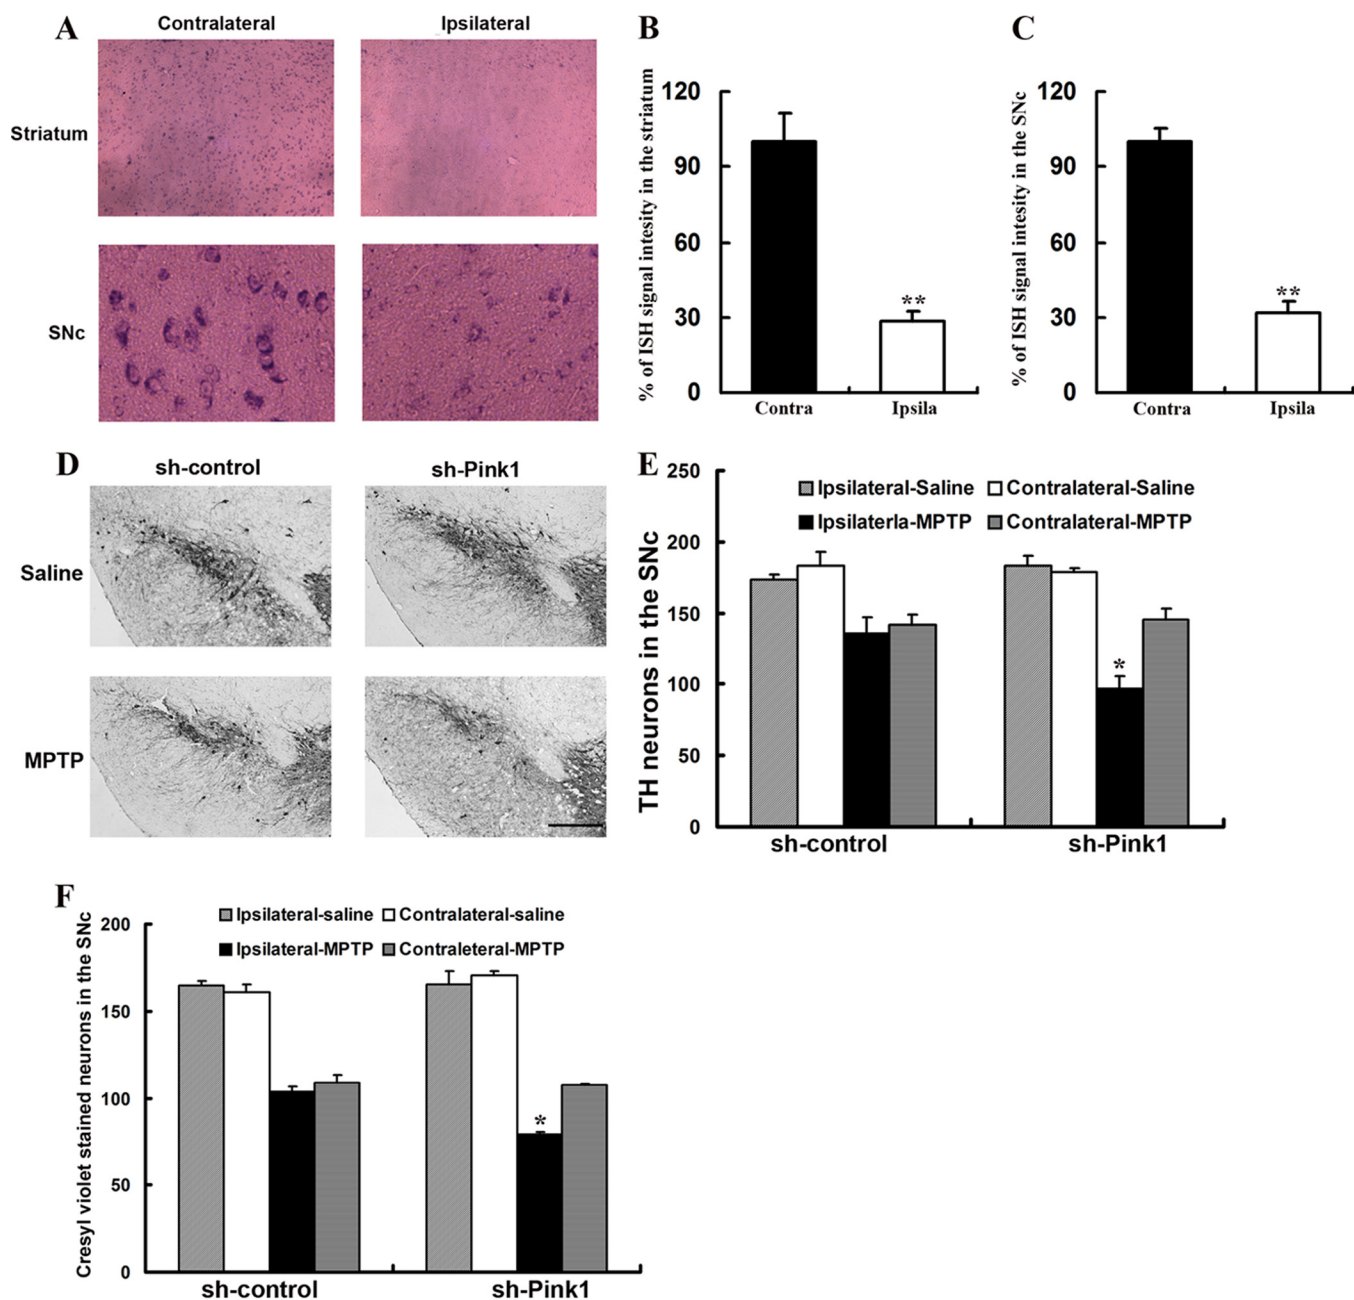 A
Contralateral
Ipsilateral
Striatum
SNc
B
% of ISH signal intesity in the striatum
120
90
60
30
0
**
Contra
Ipsila
C
% of ISH signal intesity in the SNc
120
90
60
30
0
**
Contra
Ipsila
D
sh-control
sh-Pink1
Saline
MPTP
E
TH neurons in the SNc
250
200
150
100
50
0
Ipsilateral-Saline
Contralateral-Saline
Ipsilaterla-MPTP
Contralateral-MPTP
*
sh-control
sh-Pink1
F
Cresyl violet stained neurons in the SNc
200
150
100
50
0
Ipsilateral-saline
Contralateral-saline
Ipsilateral-MPTP
Contraleteral-MPTP
*
sh-control
sh-Pink1